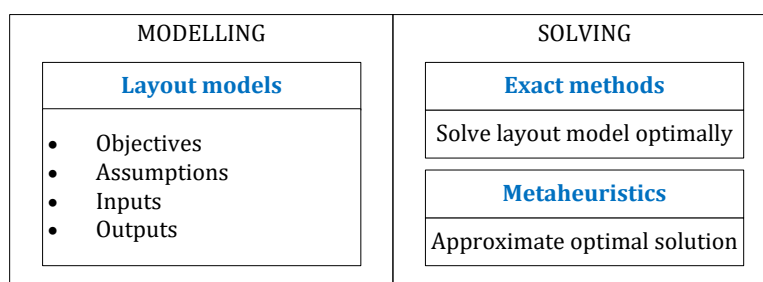 MODELLING
Layout models
• Objectives
• Assumptions
• Inputs
• Outputs
SOLVING
Exact methods
Solve layout model optimally
Metaheuristics
Approximate optimal solution